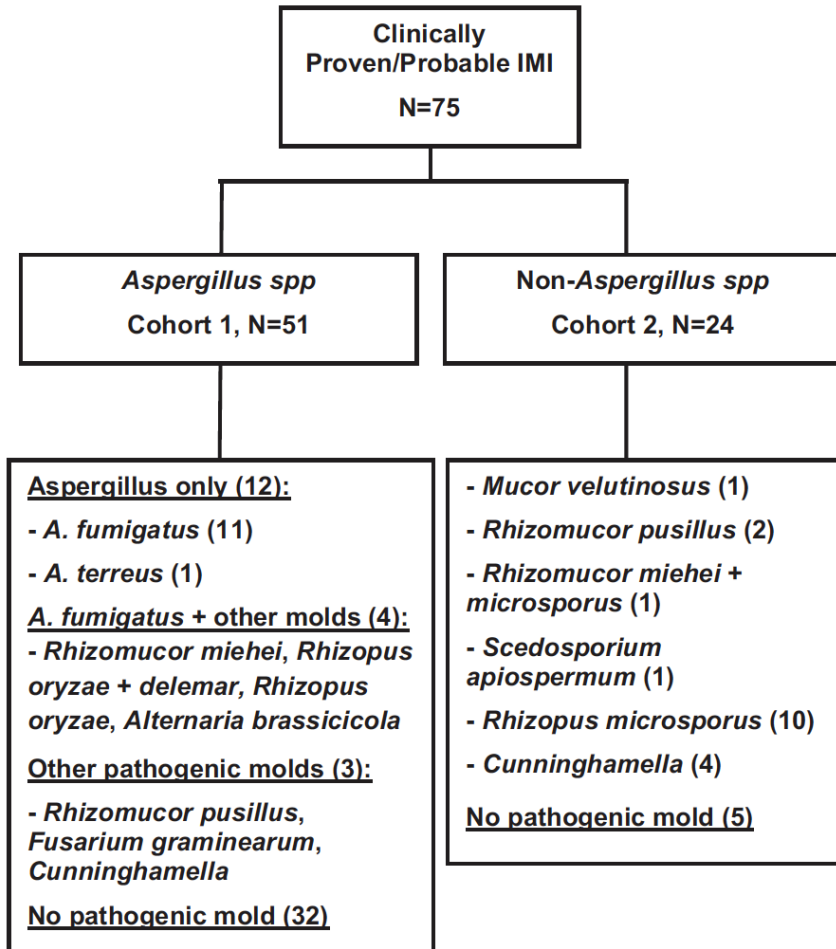 Clinically
Proven/Probable IMI
N=75
Aspergillus spp
Cohort 1, N=51
Non-Aspergillus spp
Cohort 2, N=24
Aspergillus only (12):
- A. fumigatus (11)
- A. terreus (1)
A. fumigatus + other molds (4):
- Rhizomucor miehei, Rhizopus
oryzae + delemar, Rhizopus
oryzae, Alternaria brassicicola
Other pathogenic molds (3):
- Rhizomucor pusillus,
Fusarium graminearum,
Cunninghamella
No pathogenic mold (32)
- Mucor velutinosus (1)
- Rhizomucor pusillus (2)
- Rhizomucor miehei +
microsporus (1)
- Scedosporium
apiospermum (1)
- Rhizopus microsporus (10)
- Cunninghamella (4)
No pathogenic mold (5)